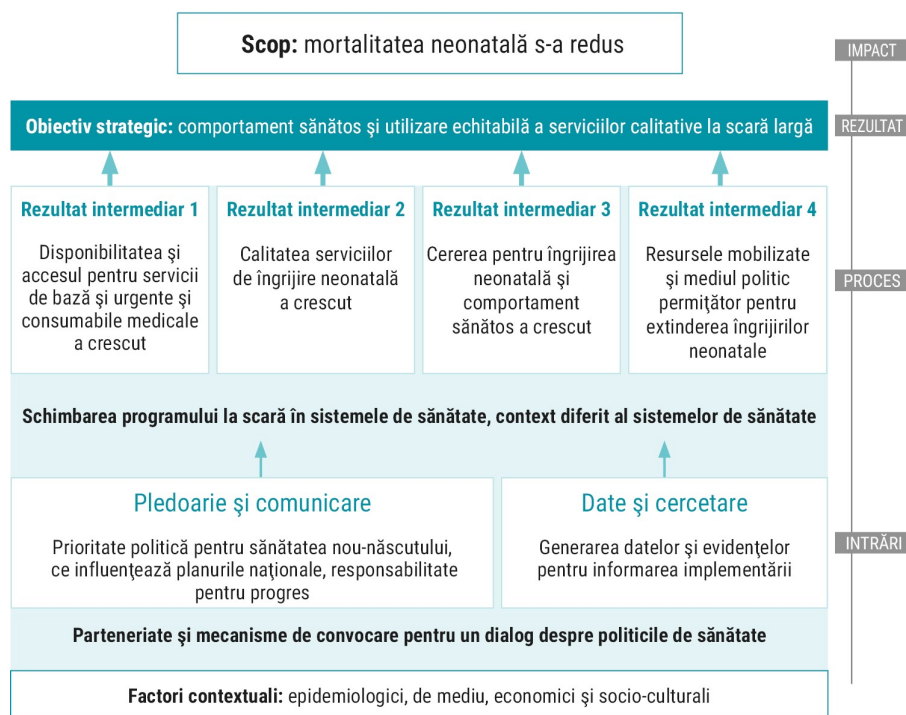 Scop: mortalitatea neonatală s-a redus
IMPACT
Obiectiv strategic: comportament sănătos şi utilizare echitabilă a serviciilor calitative la scară largă
REZULTAT
Rezultat intermediar 1
Disponibilitatea şi
accesul pentru servicii
de bază şi urgente şi
consumabile medicale
a crescut
Rezultat intermediar 2
Calitatea serviciilor
de îngrijire neonatală
a crescut
Rezultat intermediar 3
Cererea pentru îngrijirea
neonatală şi
comportament
sănătos a crescut
Rezultat intermediar 4
Resursele mobilizate
şi mediul politic
permiţător pentru
extinderea îngrijirilor
neonatale
PROCES
Schimbarea programului la scară în sistemele de sănătate, context diferit al sistemelor de sănătate
Pledoarie şi comunicare
Prioritate politică pentru sănătatea nou-născutului,
ce influenţează planurile naţionale, responsabilitate
pentru progres
Date şi cercetare
Generarea datelor şi evidenţelor
pentru informarea implementării
INTRĂRI
Parteneriate şi mecanisme de convocare pentru un dialog despre politicile de sănătate
Factori contextuali: epidemiologici, de mediu, economici şi socio-culturali